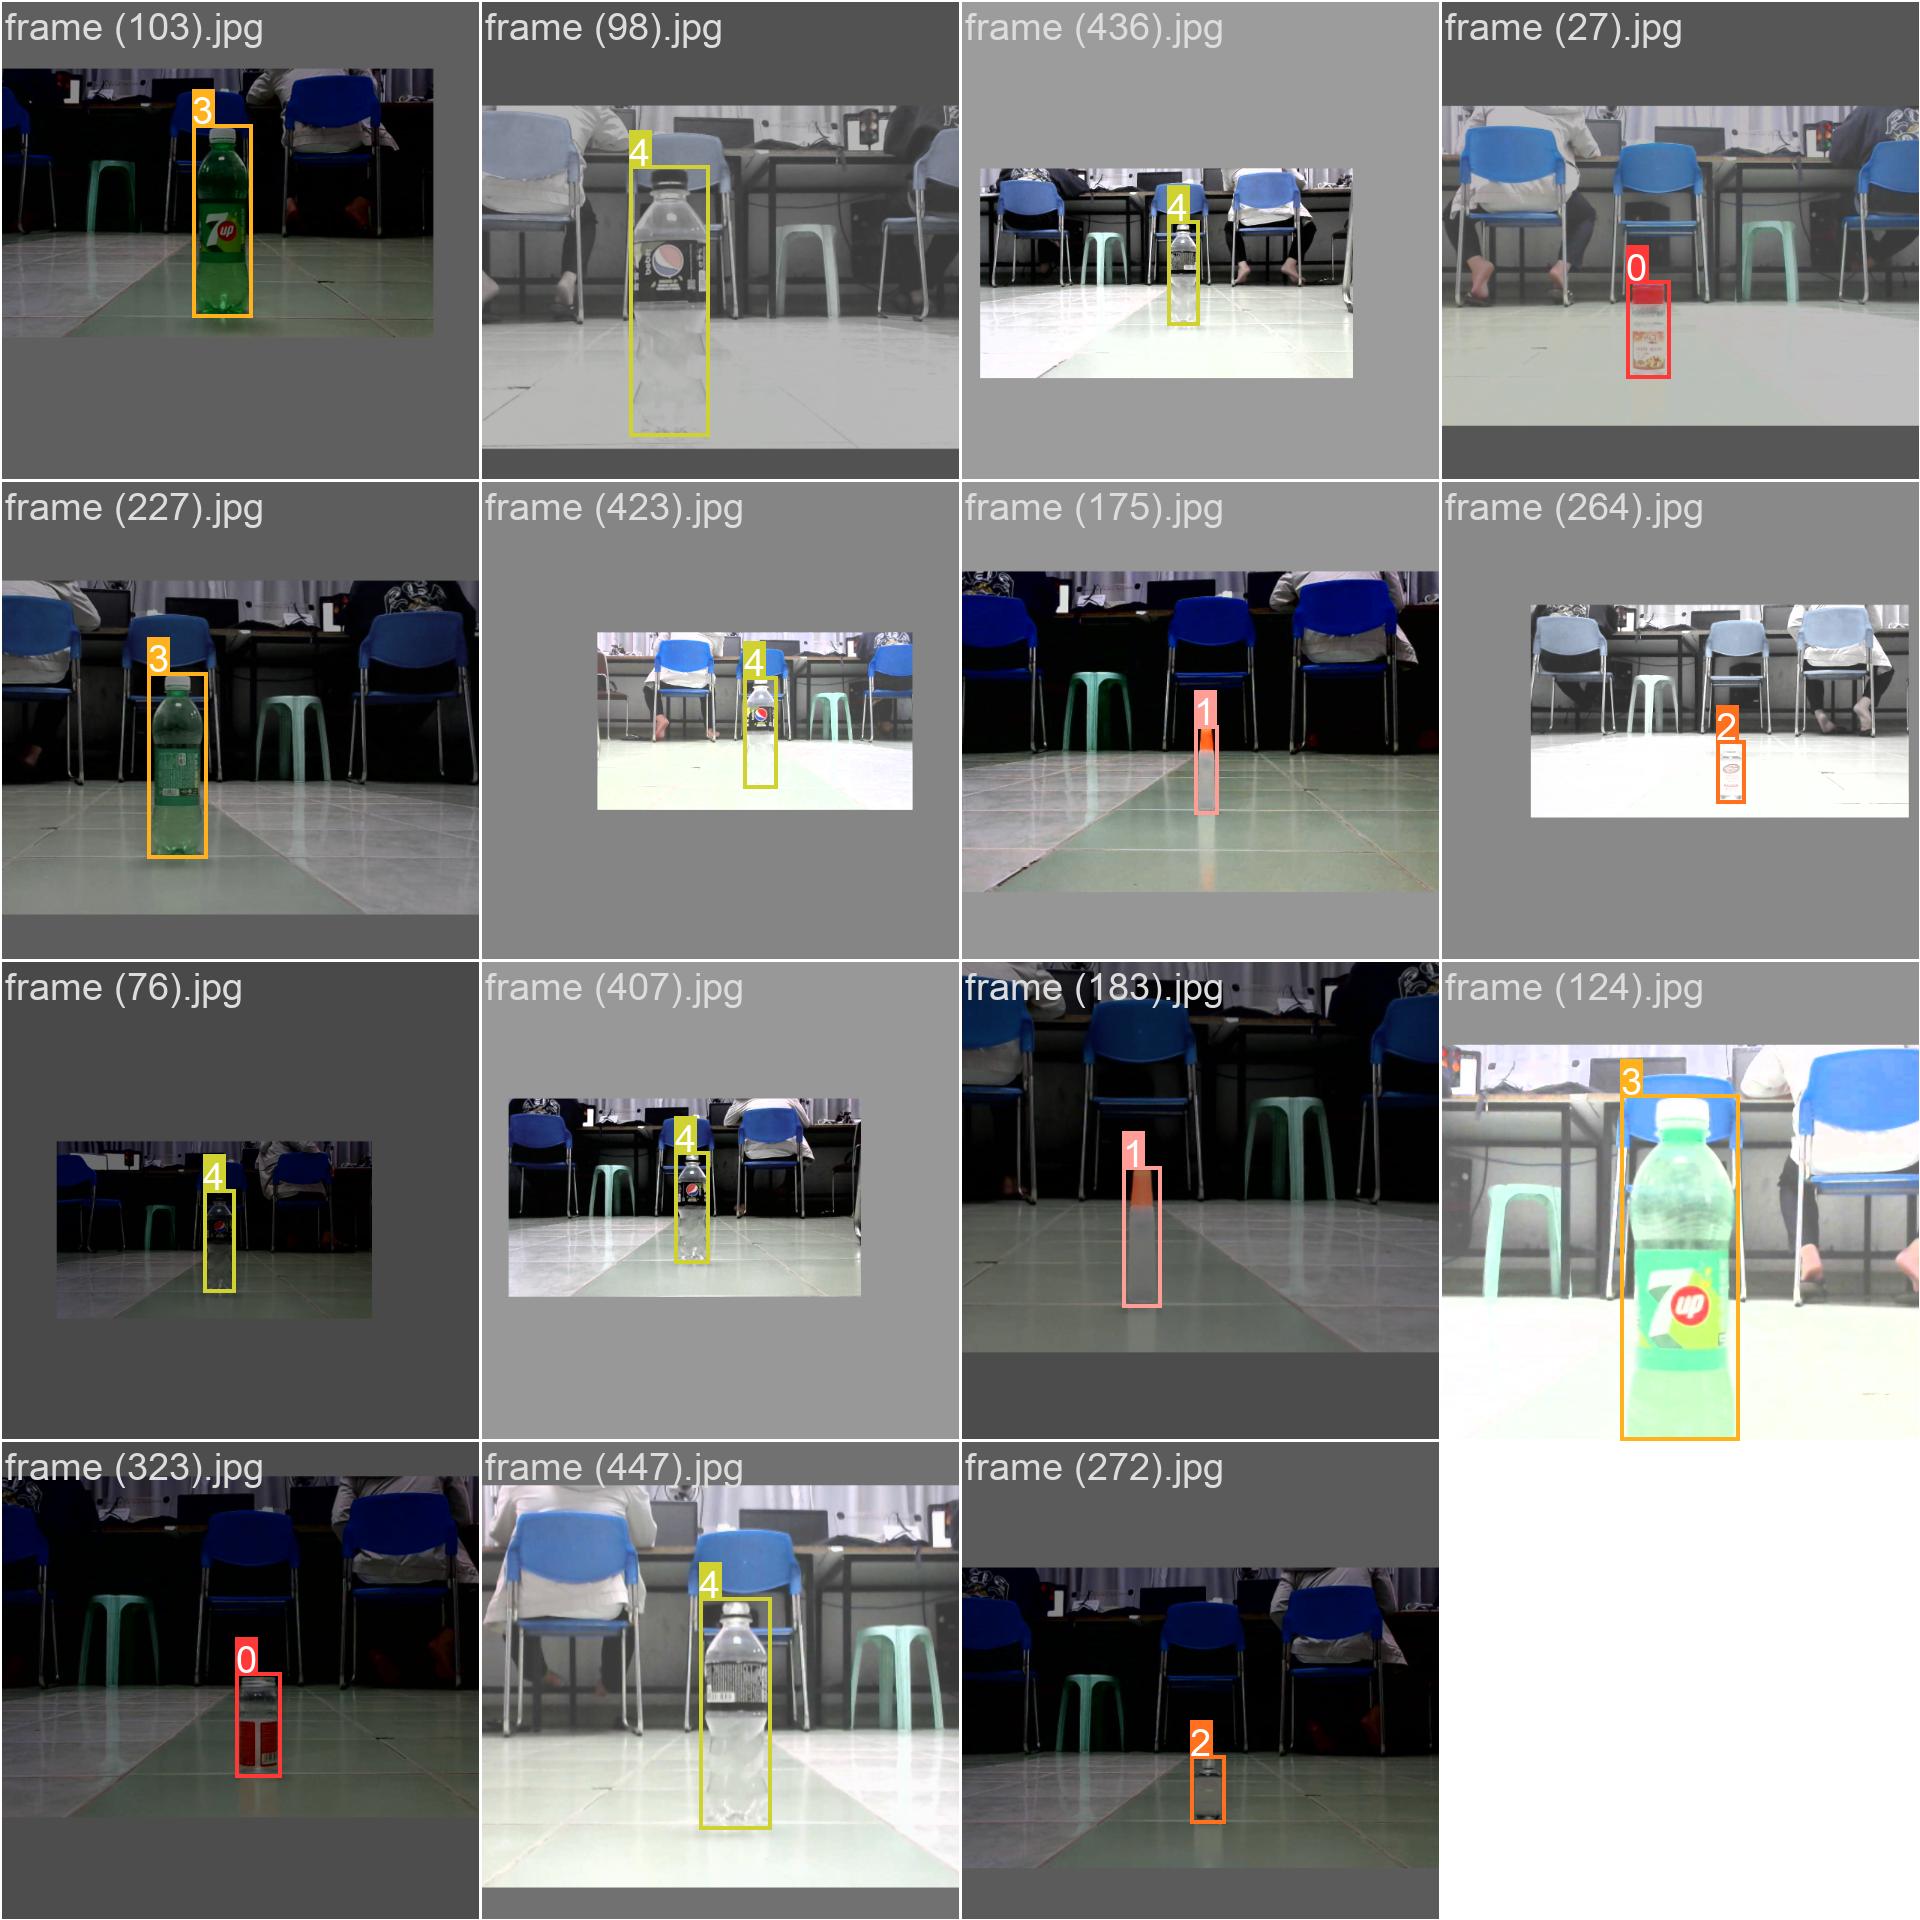 frame (103).jpg
3
7up
frame (98).jpg
4
pepsi
frame (436).jpg
4
frame (27).jpg
0
frame (227).jpg
3
frame (423).jpg
4
frame (175).jpg
1
frame (264).jpg
2
frame (76).jpg
4
frame (407).jpg
4
frame (183).jpg
1
frame (124).jpg
3
7up
frame (323).jpg
0
frame (447).jpg
4
frame (272).jpg
2